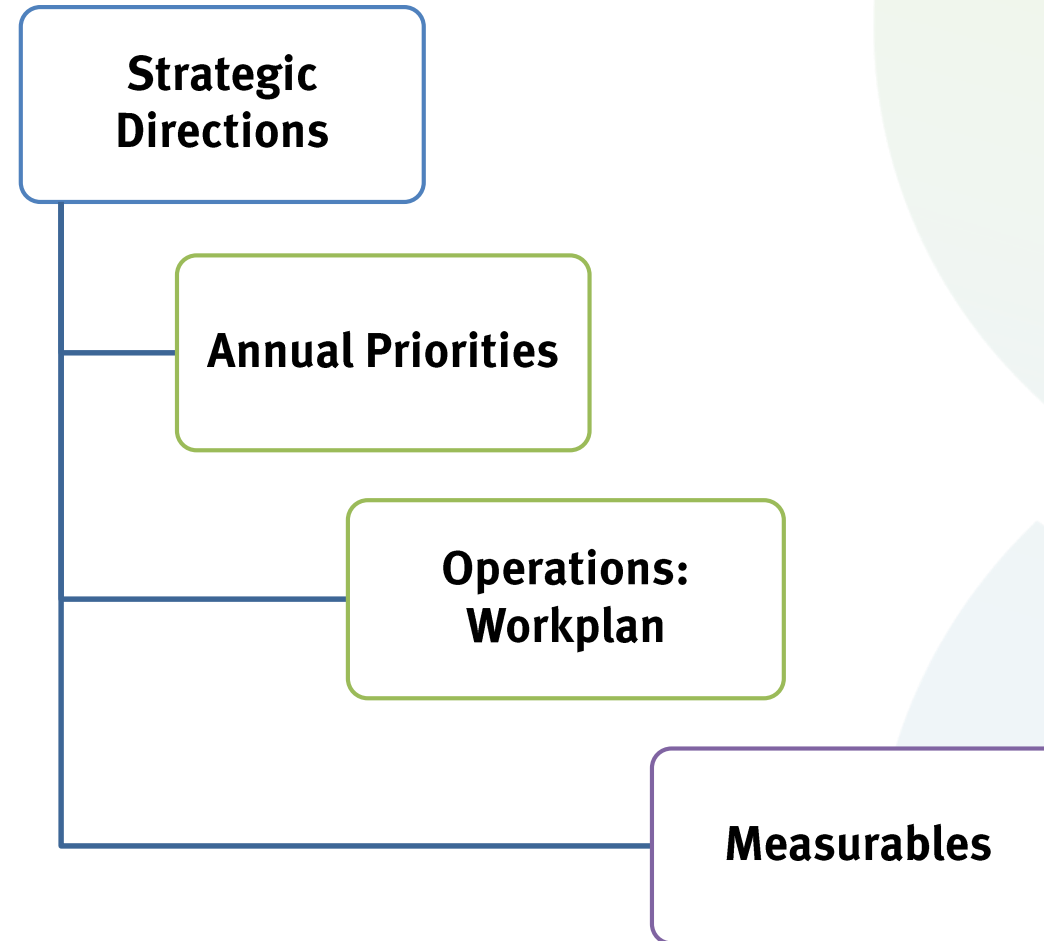 Strategic
Directions
Annual Priorities
Operations:
Workplan
Measurables